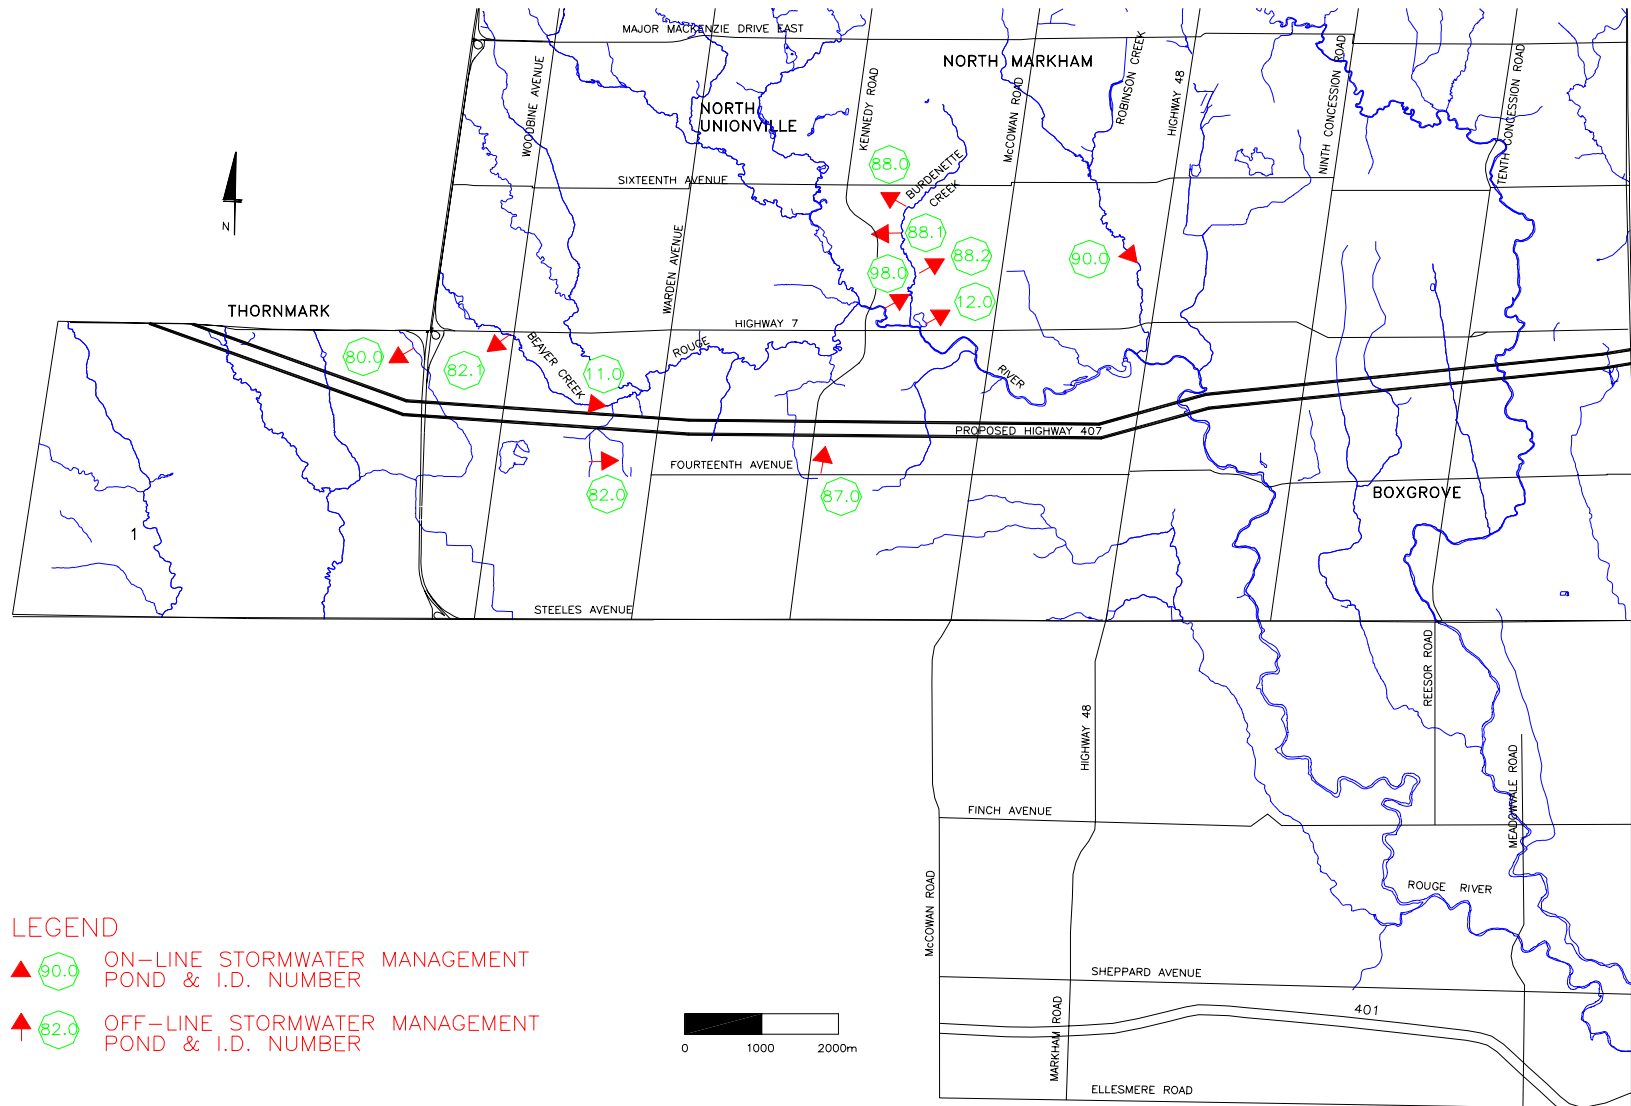 MAJOR MACKENZIE DRIVE EAST
NORTH MARKHAM
WOODBINE AVENUE
KENNEDY ROAD
McCOWAN ROAD
ROBINSON CREEK
HIGHWAY 48
NINTH CONCESSION ROAD
TENTH CONCESSION ROAD
NORTH
UNIONVILLE
SIXTEENTH AVENUE
BURDENETTE
CREEK
88.0
88.1
88.2
98.0
12.0
90.0
N
WARDEN AVENUE
THORNMARK
HIGHWAY 7
ROUGE
RIVER
BEAVER CREEK
80.0
82.1
11.0
PROPOSED HIGHWAY 407
FOURTEENTH AVENUE
82.0
87.0
BOXGROVE
1
STEELES AVENUE
REESOR ROAD
HIGHWAY 48
MEADOWVALE ROAD
FINCH AVENUE
McCOWAN ROAD
ROUGE RIVER
SHEPPARD AVENUE
401
MARKHAM ROAD
ELLESMERE ROAD
LEGEND
90.0
ON-LINE STORMWATER MANAGEMENT
POND & I.D. NUMBER
82.0
OFF-LINE STORMWATER MANAGEMENT
POND & I.D. NUMBER
0 1000 2000m